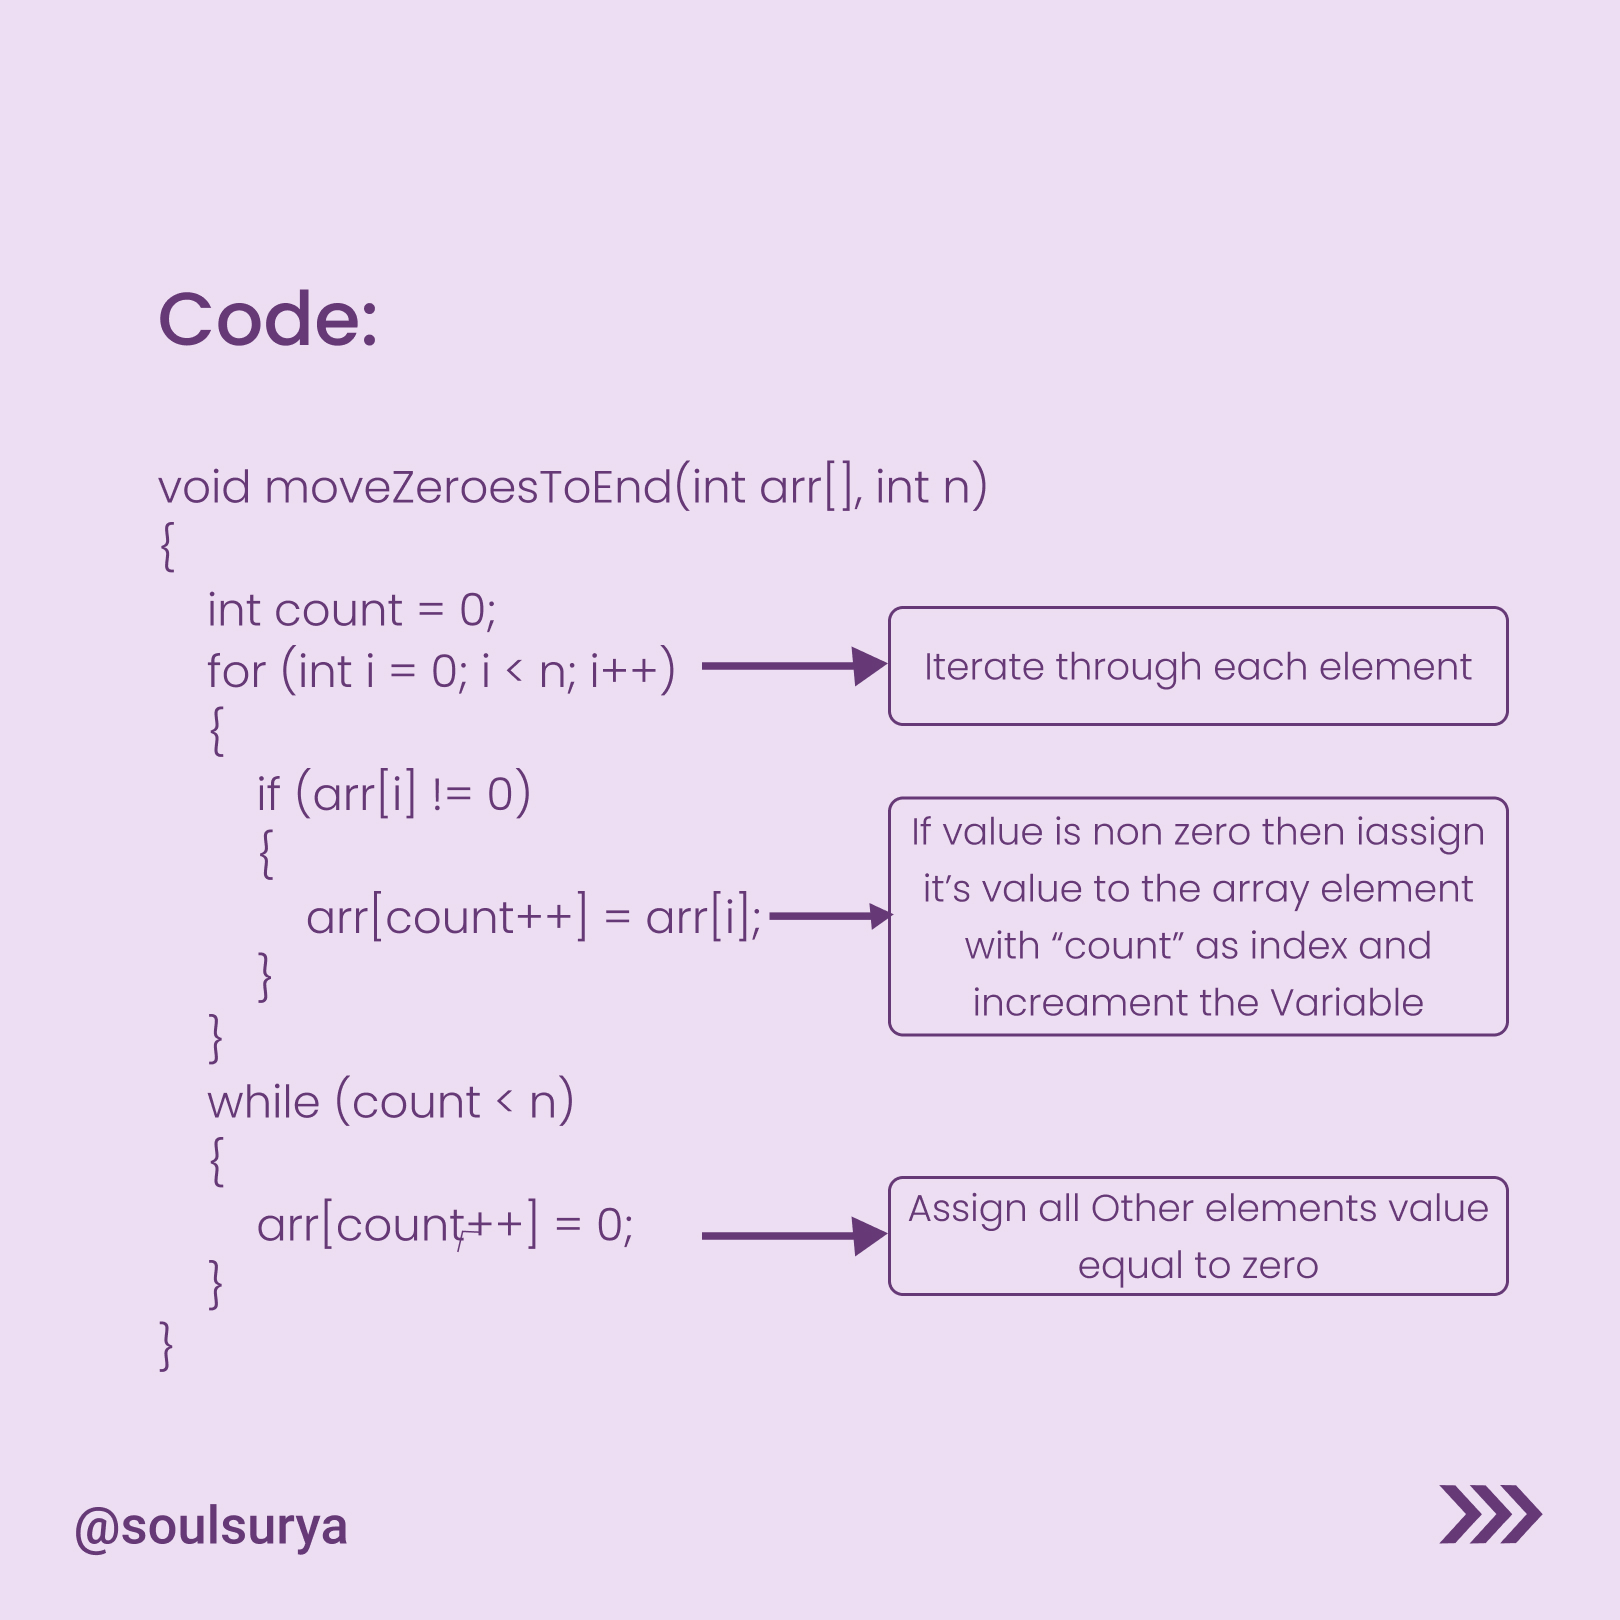 Code:
void moveZeroesToEnd(int arr[], int n)
{
int count = 0;
for (int i = 0; i < n; i++)
Iterate through each element
{
if (arr[i] != 0)
{
arr[count++] = arr[i];
If value is non zero then iassign
it’s value to the array element
with “count” as index and
increament the Variable
}
}
while (count < n)
{
arr[count++] = 0;
Assign all Other elements value
equal to zero
}
}
@soulsurya